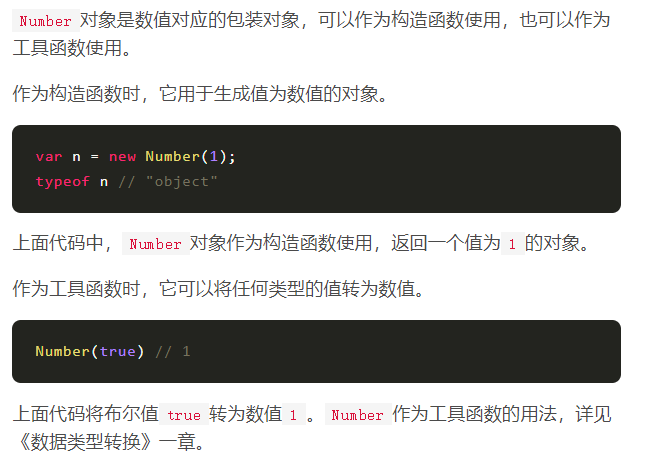 Number 对象是数值对应的包装对象，可以作为构造函数使用，也可以作为
工具函数使用。
作为构造函数时，它用于生成值为数值的对象。
var n = new Number(1);
typeof n // "object"
上面代码中， Number 对象作为构造函数使用，返回一个值为 1 的对象。
作为工具函数时，它可以将任何类型的值转为数值。
Number(true) // 1
上面代码将布尔值 true 转为数值 1 。 Number 作为工具函数的用法，详见
《数据类型转换》一章。